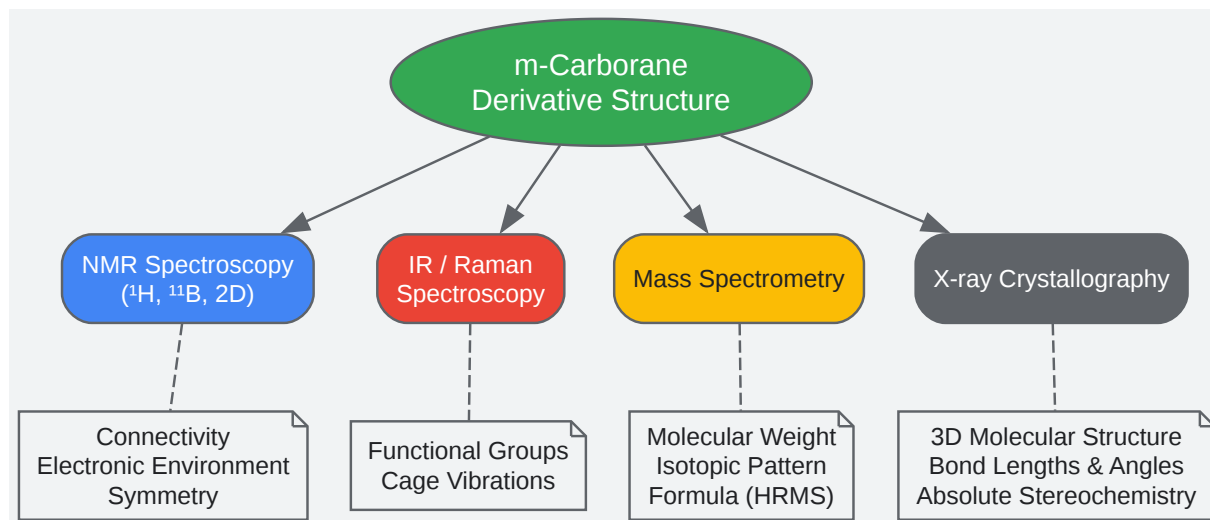 m-Carborane
Derivative Structure
NMR Spectroscopy
(¹H, ¹¹B, 2D)
IR / Raman
Spectroscopy
Mass Spectrometry
X-ray Crystallography
Connectivity
Electronic Environment
Symmetry
Functional Groups
Cage Vibrations
Molecular Weight
Isotopic Pattern
Formula (HRMS)
3D Molecular Structure
Bond Lengths & Angles
Absolute Stereochemistry